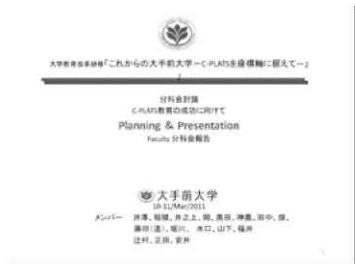 大学教育改革研修「これからの大手前大学－C-PLATSを座標軸に据えて－」
分科会討論
C-PLATS教育の成功に向けて
Planning & Presentation
Faculty 分科会報告
大手前大学
10-11/Mar/2011
メンバー 井澤、稲積、井之上、岡、奥田、神農、田中、畑、
藤田(道)、堀川、 水口、山下、福井
辻村、正田、安井